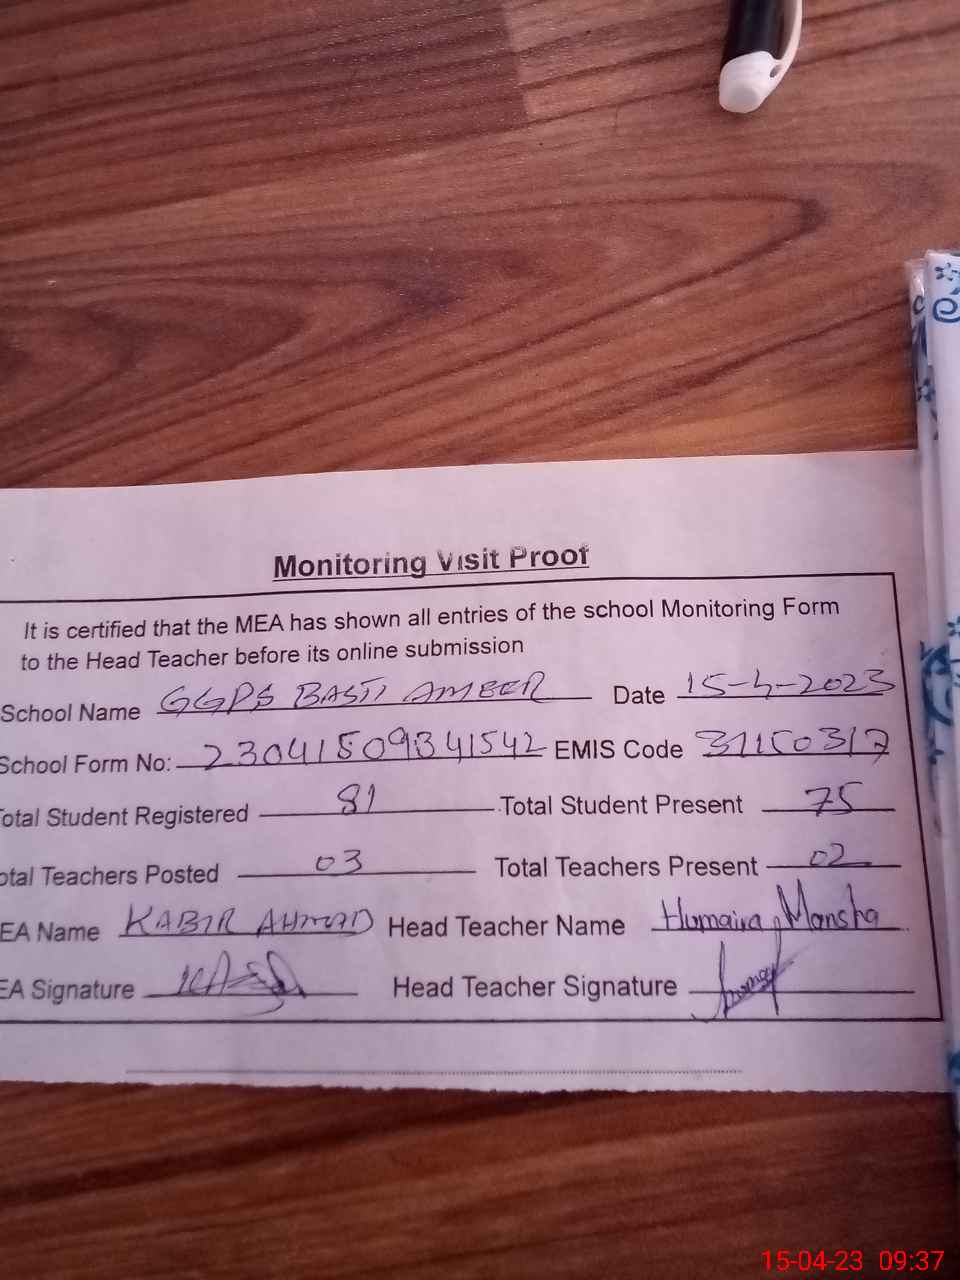 Monitoring Visit Proof
It is certified that the MEA has shown all entries of the school Monitoring Form
to the Head Teacher before its online submission
School Name GGPS BASTI AMEER Date 15-4-2023
School Form No: 23041509341542 EMIS Code 31150317
otal Student Registered 81 Total Student Present 75
otal Teachers Posted 03 Total Teachers Present 02
EA Name KABIR AHMAD Head Teacher Name Humaira Mansha
EA Signature Head Teacher Signature
15-04-23 09:37